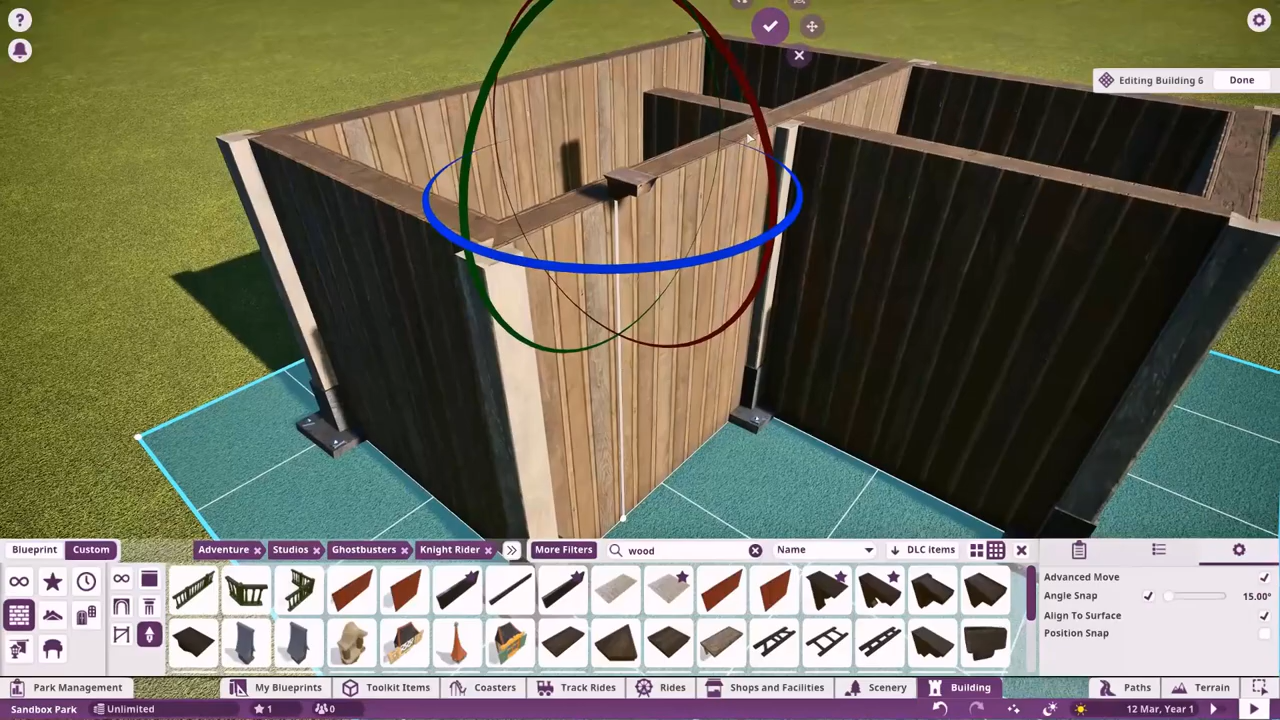 ?
Editing Building 6 Done
Blueprint Custom Adventure × Studios × Ghostbusters × Knight Rider × More Filters wood Name DLC items
Advanced Move
Angle Snap 15.00°
Align To Surface
Position Snap
Park Management My Blueprints Toolkit Items Coasters Track Rides Rides Shops and Facilities Scenery Building Paths Terrain
Sandbox Park Unlimited 1 0 12 Mar, Year 1